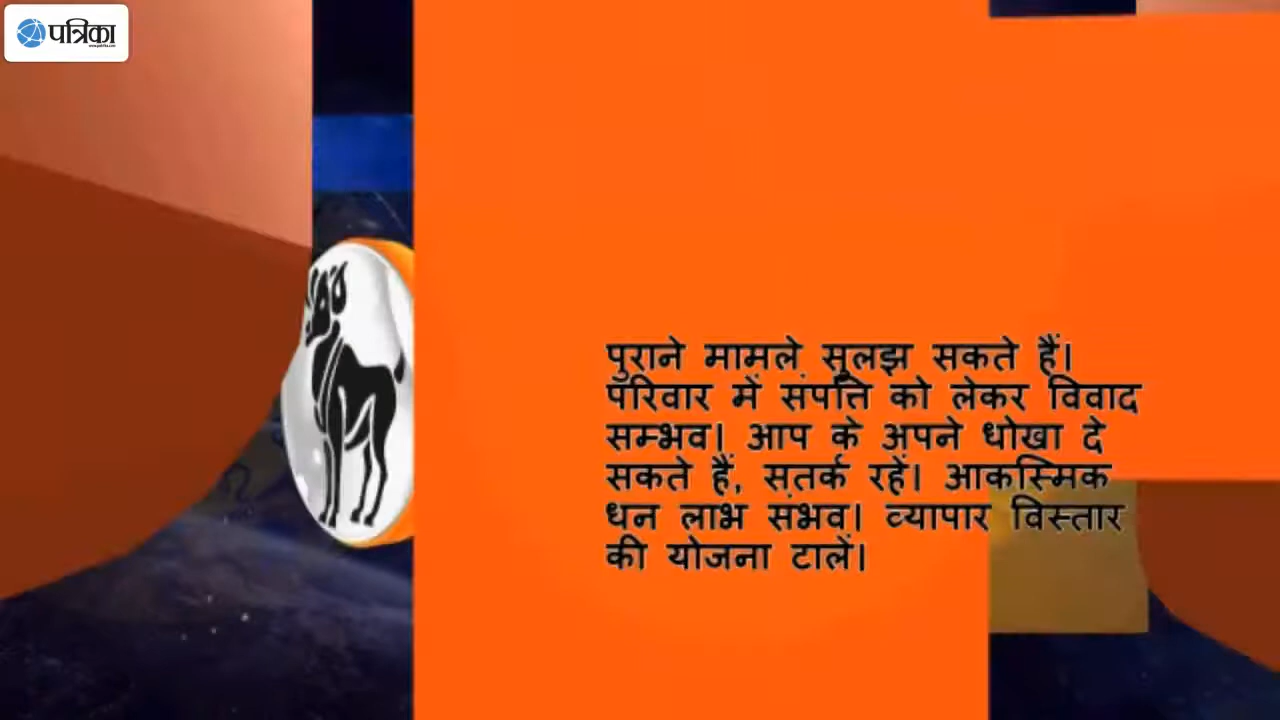 पत्रिका
पुराने मामले सुलझ सकते हैं।
परिवार में संपति को लेकर विवाद
सम्भव। आप के अपने धोखा दे
सकते हैं, सतर्क रहें। आकस्मिक
धन लाभ संभव। व्यापार विस्तार
की योजना टालें।